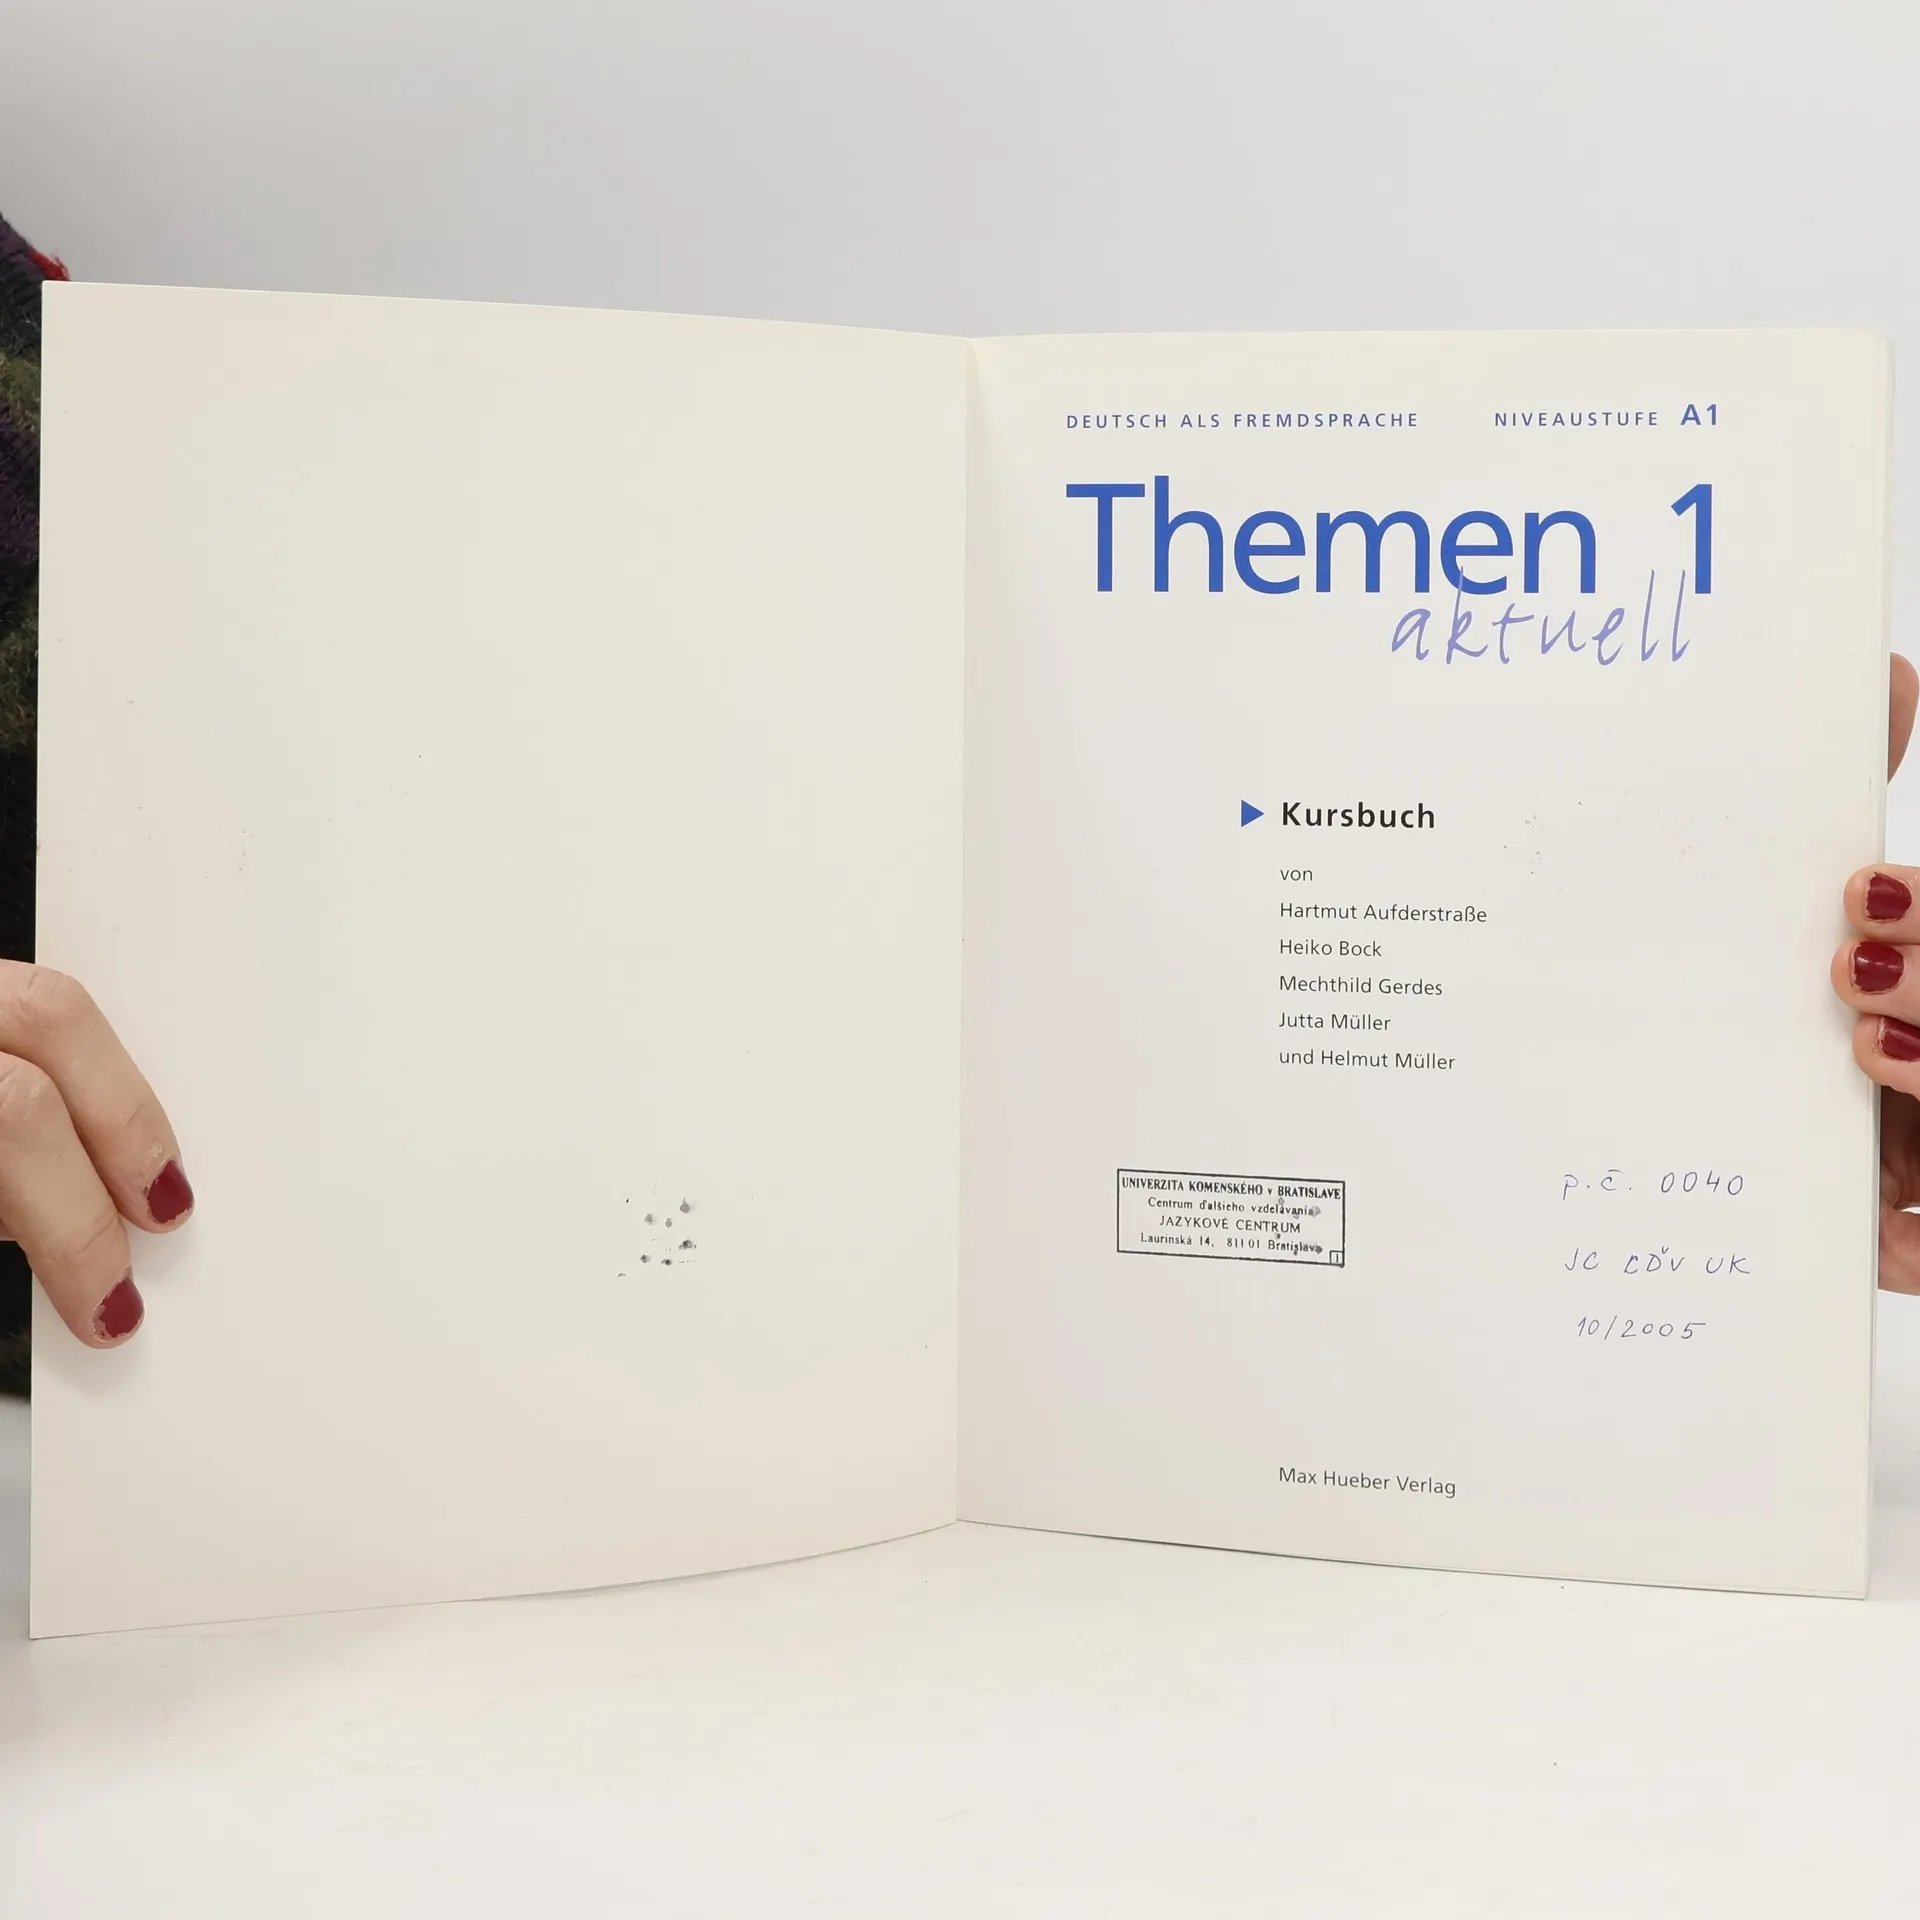 DEUTSCH ALS FREMDSPRACHE NIVEAUSTUFE A1
Themen 1
aktuell
Kursbuch
von
Hartmut Aufderstraße
Heiko Bock
Mechthild Gerdes
Jutta Müller
und Helmut Müller
UNIVERZITA KOMENSKÉHO v BRATISLAVE
Centrum ďalšieho vzdelávania
JAZYKOVÉ CENTRUM
Laurinská 14, 811 01 Bratislava
1
p.č. 0040
JC CĎV UK
10/2005
Max Hueber Verlag